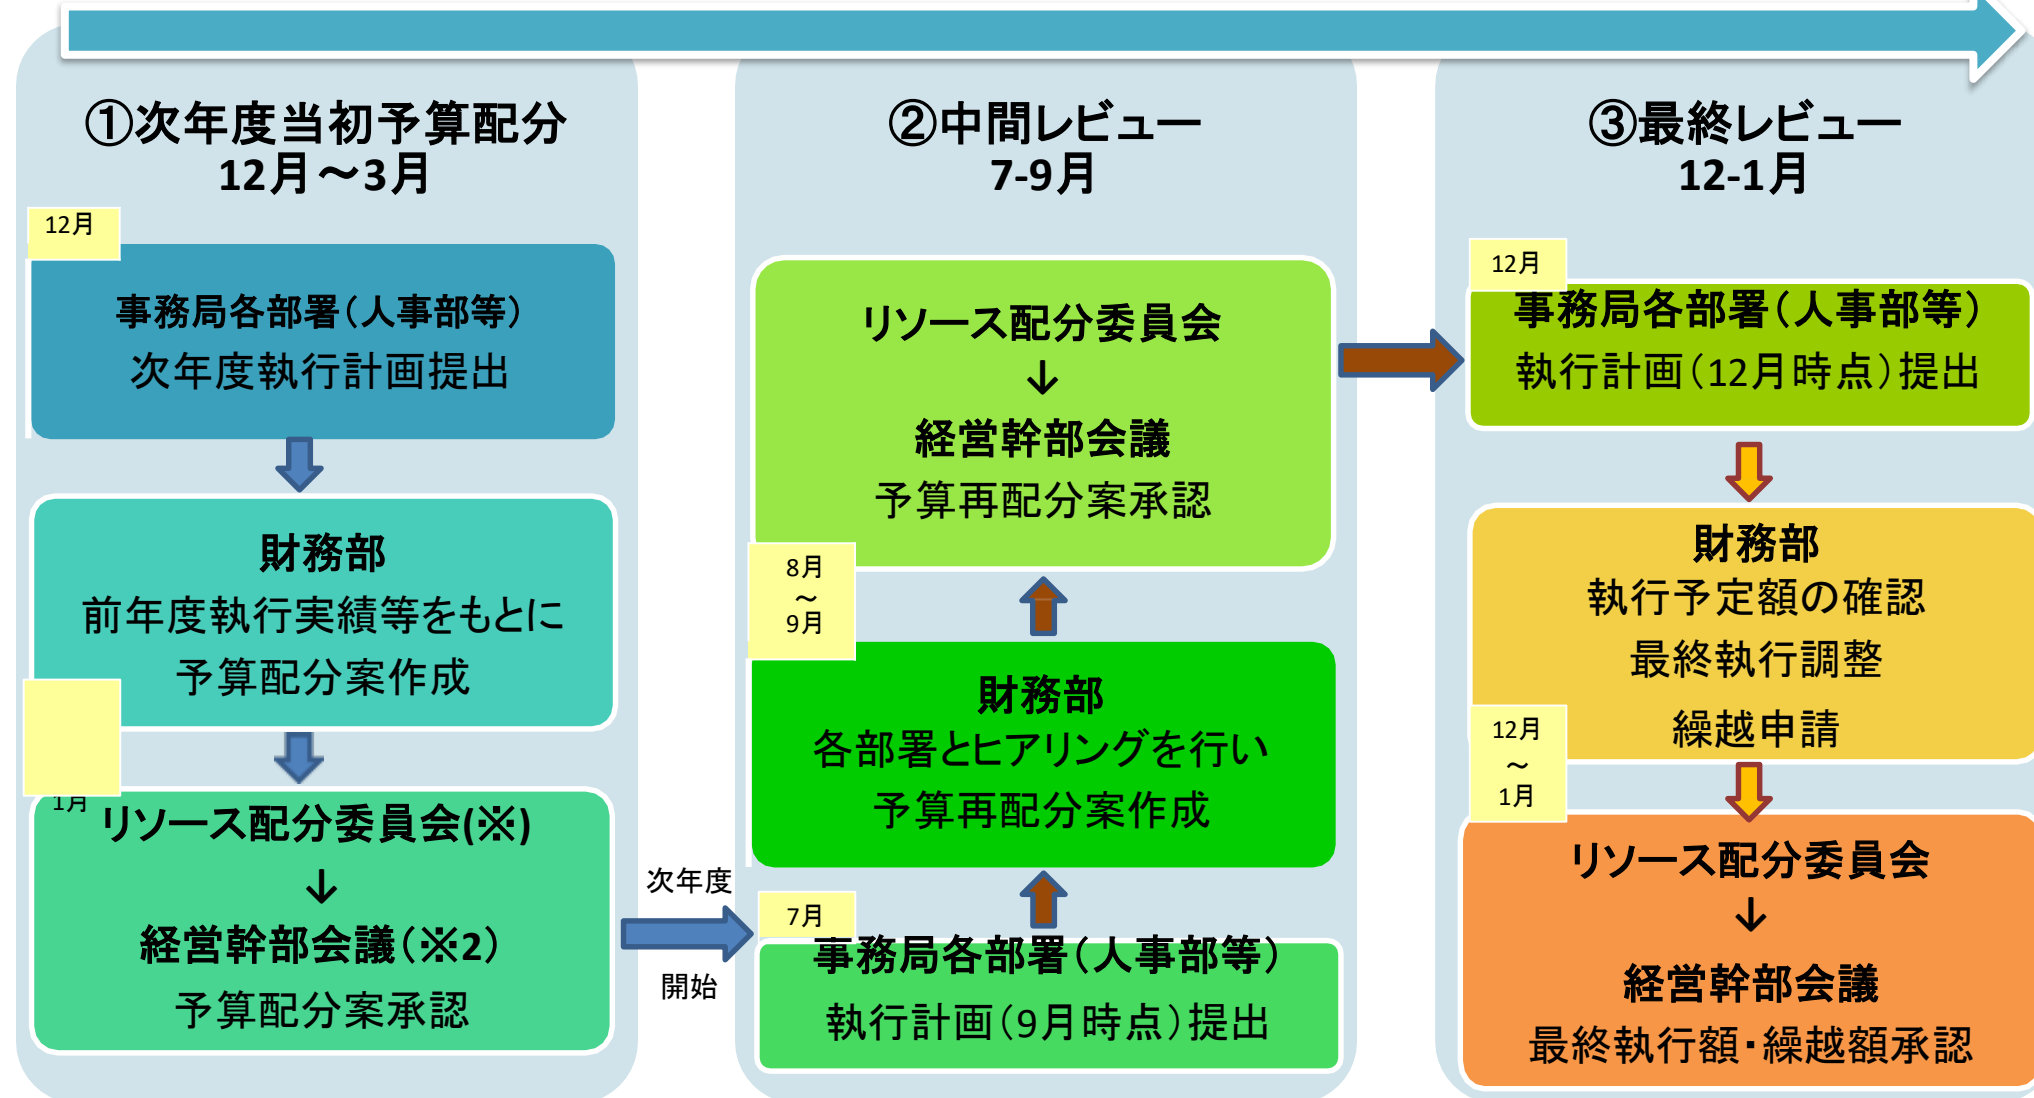 ①次年度当初予算配分
12月～3月
12月
事務局各部署（人事部等）
次年度執行計画提出
財務部
前年度執行実績等をもとに
予算配分案作成
1月
リソース配分委員会(※)
↓
経営幹部会議（※2）
予算配分案承認
次年度
開始
②中間レビュー
7-9月
リソース配分委員会
↓
経営幹部会議
予算再配分案承認
8月
～
9月
財務部
各部署とヒアリングを行い
予算再配分案作成
7月
事務局各部署（人事部等）
執行計画（9月時点）提出
③最終レビュー
12-1月
12月
事務局各部署（人事部等）
執行計画（12月時点）提出
財務部
執行予定額の確認
最終執行調整
繰越申請
12月
～
1月
リソース配分委員会
↓
経営幹部会議
最終執行額・繰越額承認